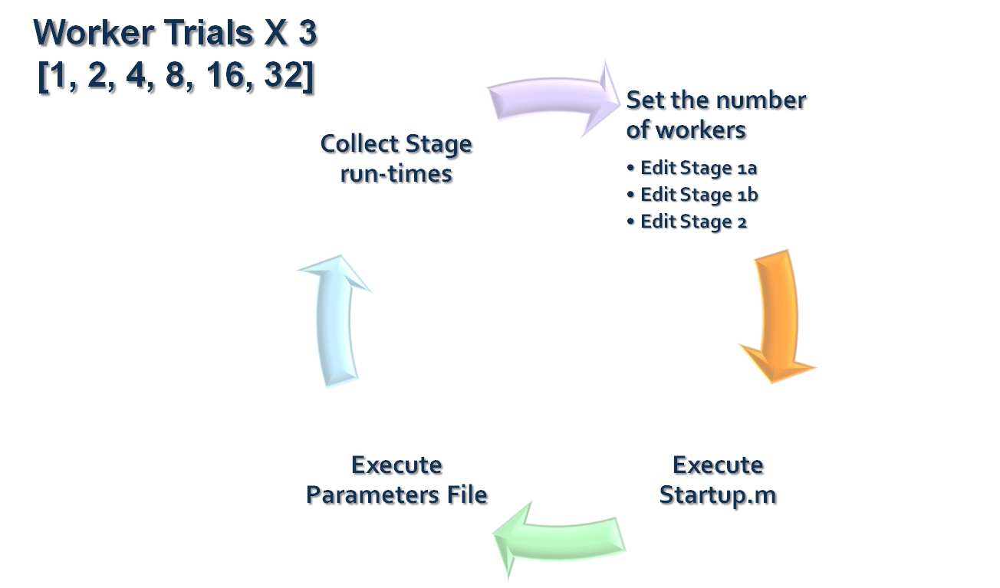 Worker Trials X 3
[1, 2, 4, 8, 16, 32]
Set the number
of workers
• Edit Stage 1a
• Edit Stage 1b
• Edit Stage 2
Execute
Startup.m
Execute
Parameters File
Collect Stage
run-times